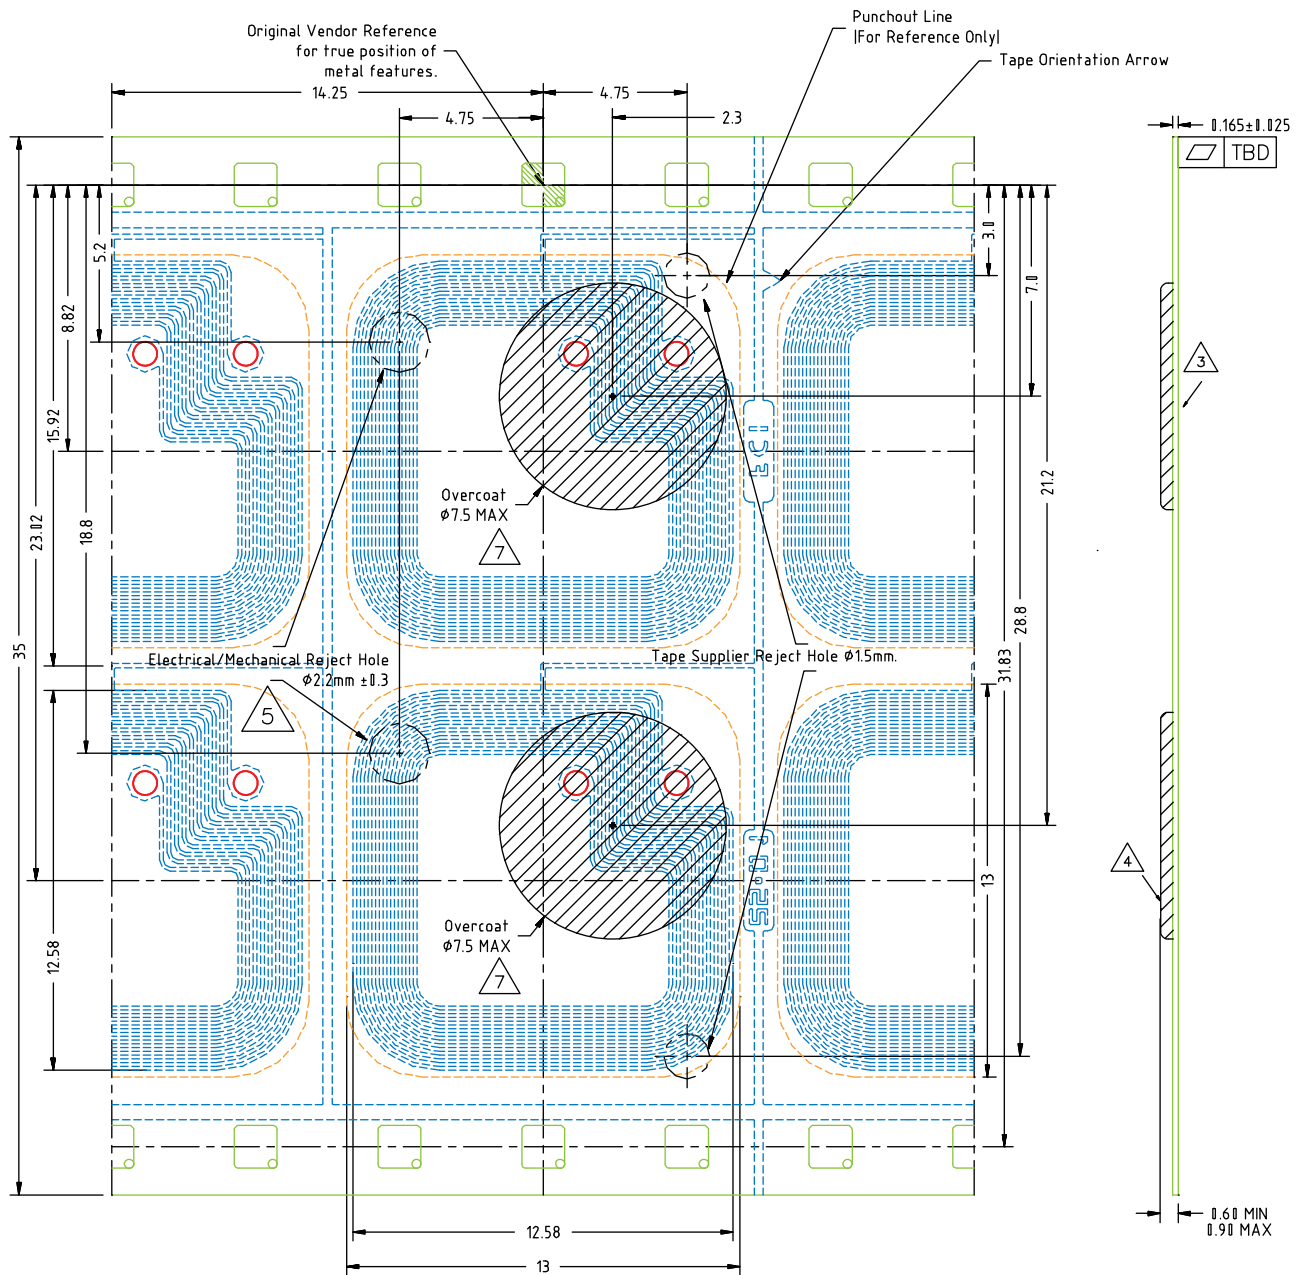 Original Vendor Reference
for true position of
metal features.
Punchout Line
|For Reference Only|
Tape Orientation Arrow
14.25
4.75
4.75
2.3
0.165±0.025
TBD
5.2
8.82
15.92
23.02
18.8
35
12.58
3.0
7.0
21.2
28.8
31.83
13
3
ECI
Overcoat
Ø7.5 MAX
7
Electrical/Mechanical Reject Hole
Ø2.2mm ±0.3
5
Tape Supplier Reject Hole Ø1.5mm.
4
Overcoat
Ø7.5 MAX
7
12.58
13
0.60 MIN
0.90 MAX